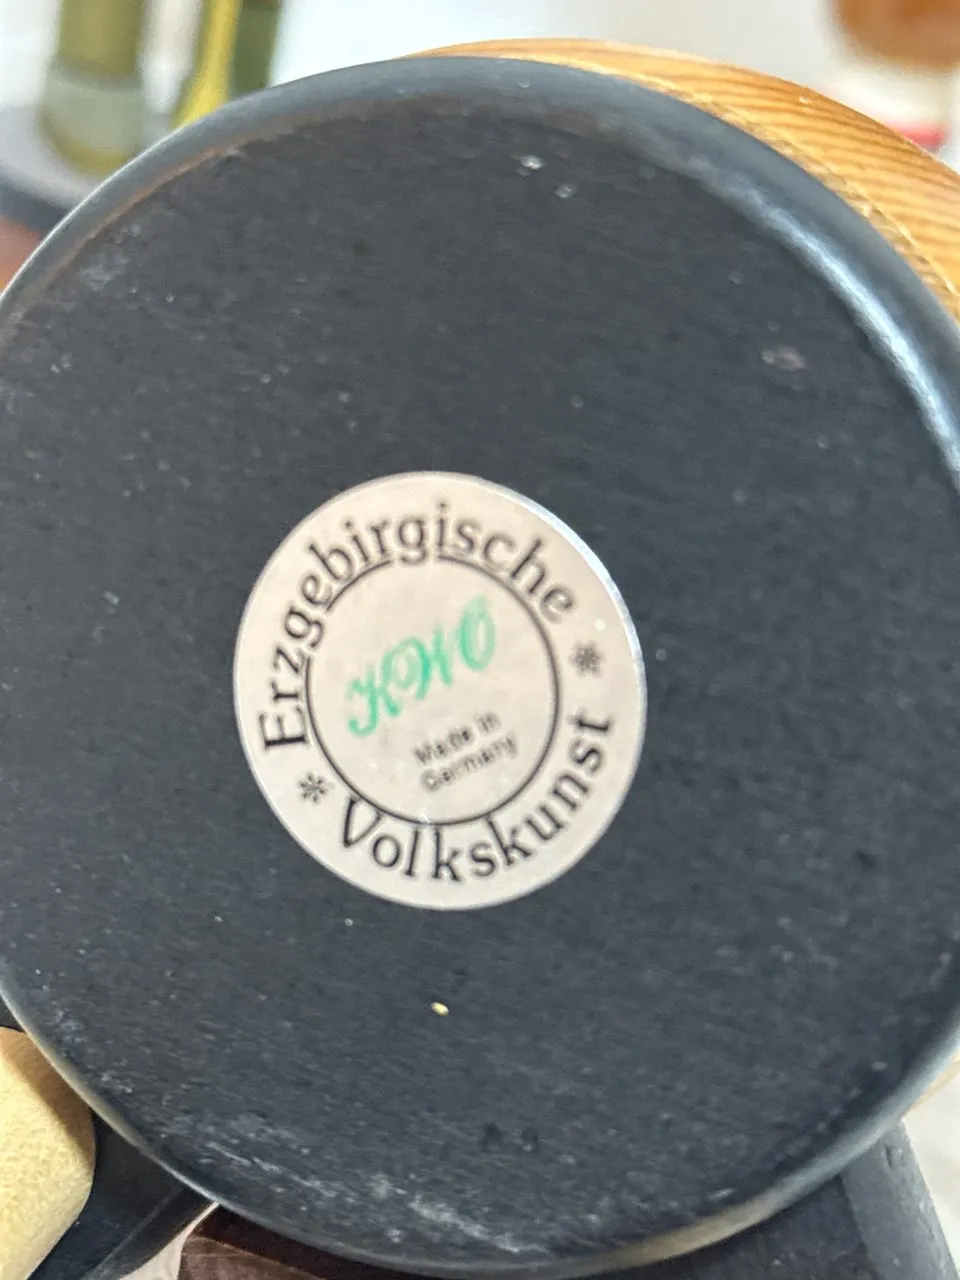 Erzgebirgische
KWO
Made in
Germany
* Volkskunst *